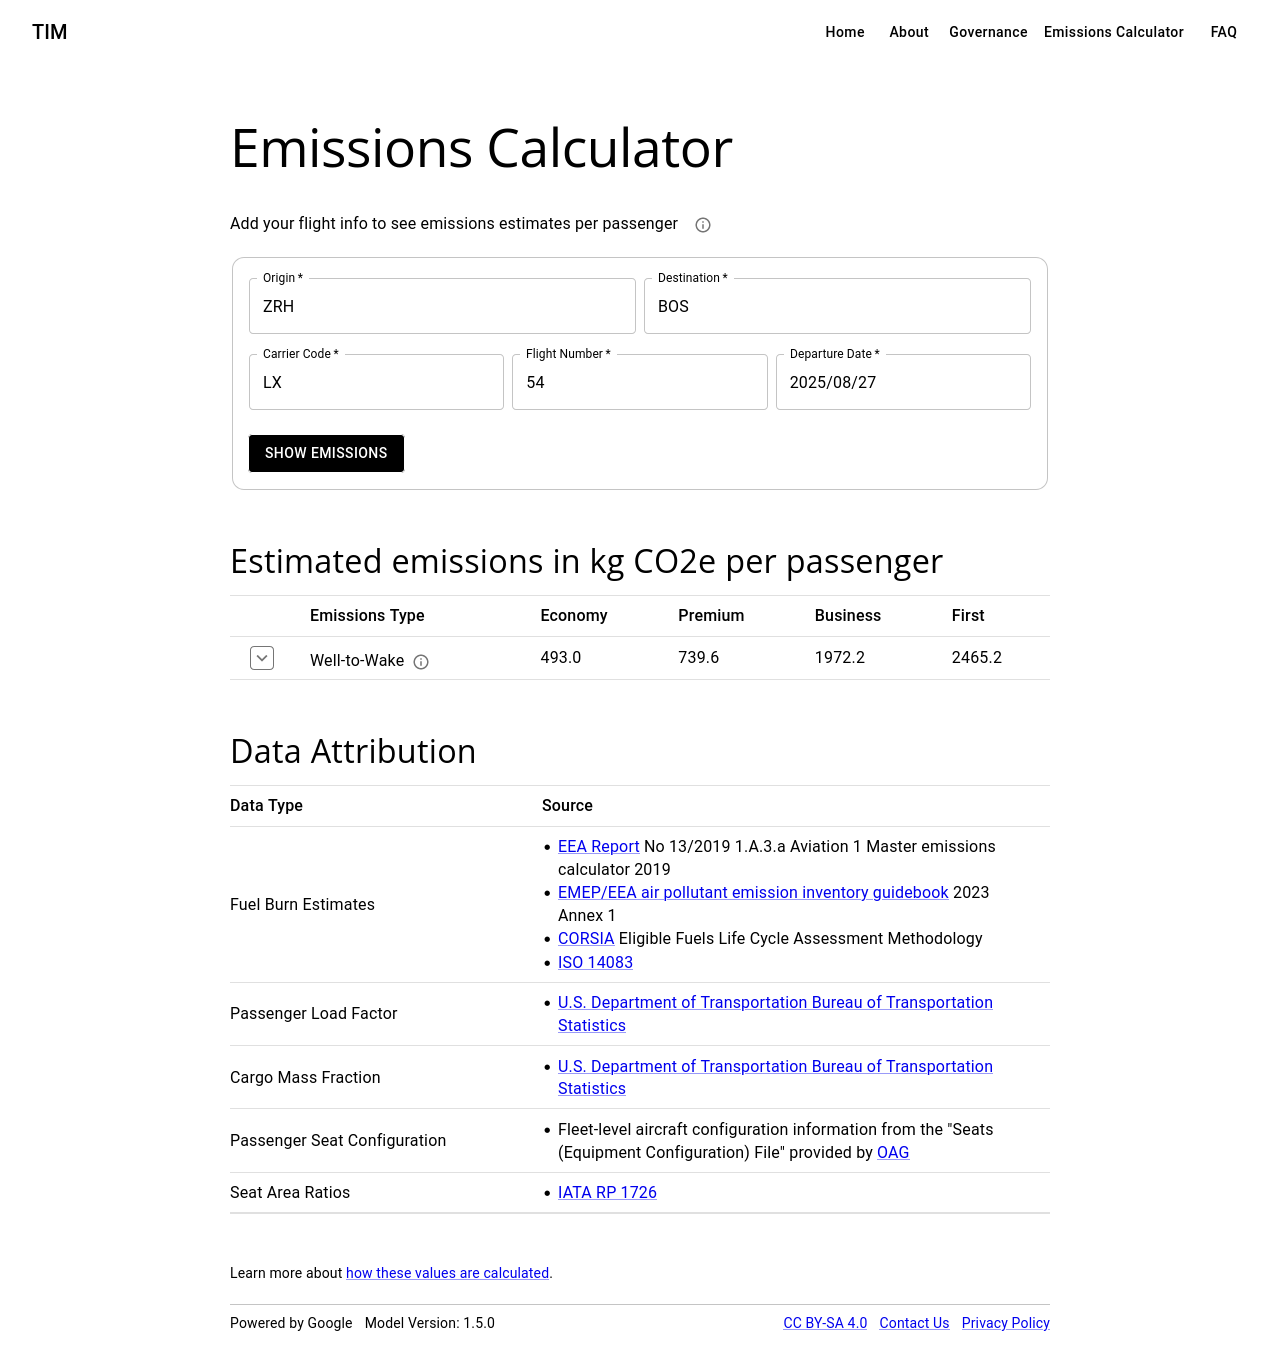 TIM
Home About Governance Emissions Calculator FAQ
Emissions Calculator
Add your flight info to see emissions estimates per passenger
Origin *
ZRH
Destination *
BOS
Carrier Code *
LX
Flight Number *
54
Departure Date *
2025/08/27
SHOW EMISSIONS
Estimated emissions in kg CO2e per passenger
Emissions Type Economy Premium Business First
Well-to-Wake 493.0 739.6 1972.2 2465.2
Data Attribution
Data Type Source
Fuel Burn Estimates
• EEA Report No 13/2019 1.A.3.a Aviation 1 Master emissions
calculator 2019
• EMEP/EEA air pollutant emission inventory guidebook 2023
Annex 1
• CORSIA Eligible Fuels Life Cycle Assessment Methodology
• ISO 14083
Passenger Load Factor
• U.S. Department of Transportation Bureau of Transportation
Statistics
Cargo Mass Fraction
• U.S. Department of Transportation Bureau of Transportation
Statistics
Passenger Seat Configuration
• Fleet-level aircraft configuration information from the "Seats
(Equipment Configuration) File" provided by OAG
Seat Area Ratios
• IATA RP 1726
Learn more about how these values are calculated.
Powered by Google Model Version: 1.5.0 CC BY-SA 4.0 Contact Us Privacy Policy